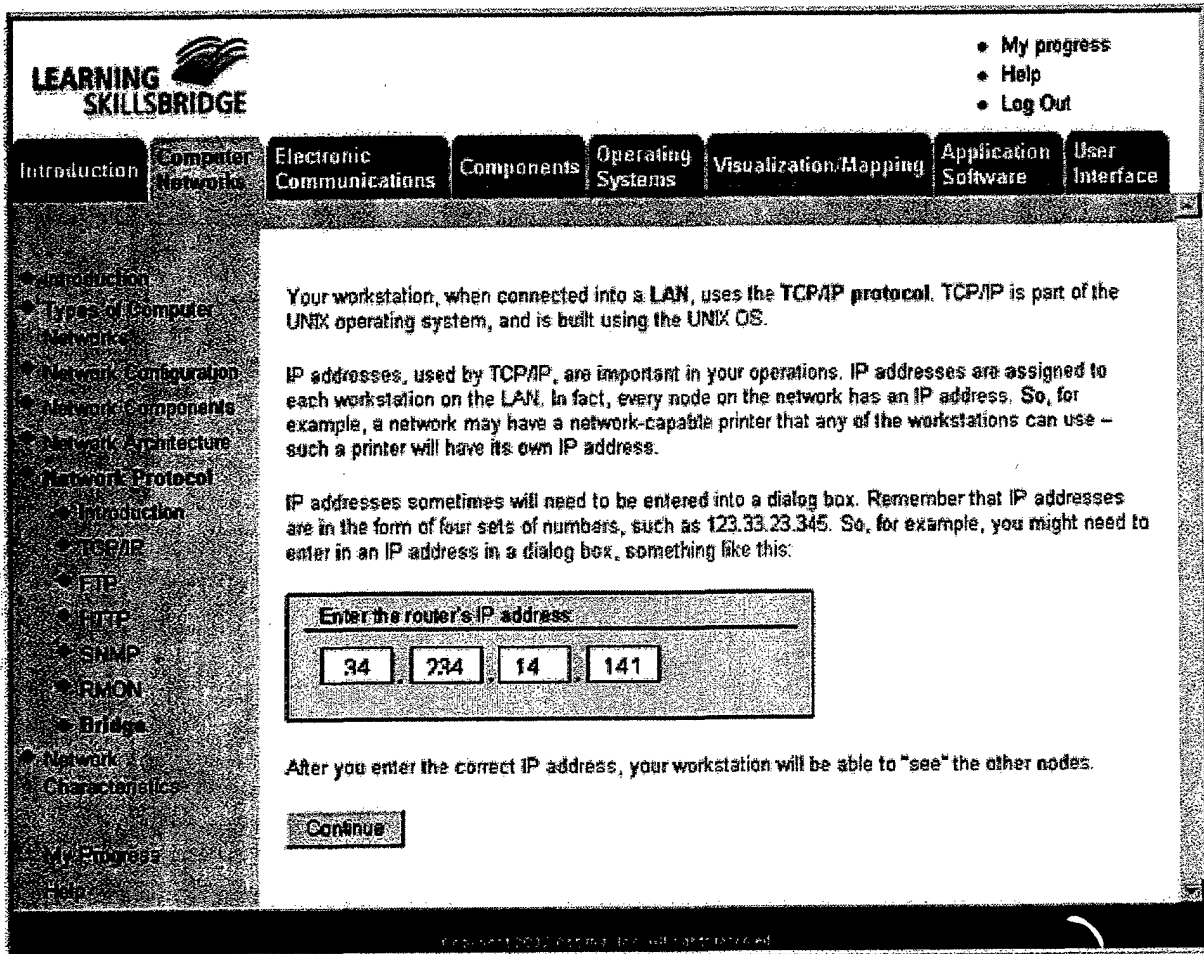 LEARNING
SKILLSBRIDGE
• My progress
• Help
• Log Out
Introduction
Computer
Networks
Electronic
Communications
Components
Operating
Systems
Visualization/Mapping
Application
Software
User
Interface
• Introduction
• Types of Computer
Networks
• Network Configuration
• Network Components
• Network Architecture
• Network Protocol
• Introduction
• TCP/IP
• FTP
• HTTP
• SNMP
• RMON
• Bridge
• Network
Characteristics
My Progress
Help
Your workstation, when connected into a LAN, uses the TCP/IP protocol. TCP/IP is part of the
UNIX operating system, and is built using the UNIX OS.
IP addresses, used by TCP/IP, are important in your operations. IP addresses are assigned to
each workstation on the LAN. In fact, every node on the network has an IP address. So, for
example, a network may have a network-capable printer that any of the workstations can use –
such a printer will have its own IP address.
IP addresses sometimes will need to be entered into a dialog box. Remember that IP addresses
are in the form of four sets of numbers, such as 123.33.23.345. So, for example, you might need to
enter in an IP address in a dialog box, something like this:
Enter the router's IP address:
34 . 234 . 14 . 141
After you enter the correct IP address, your workstation will be able to "see" the other nodes.
Continue
Copyright 2002